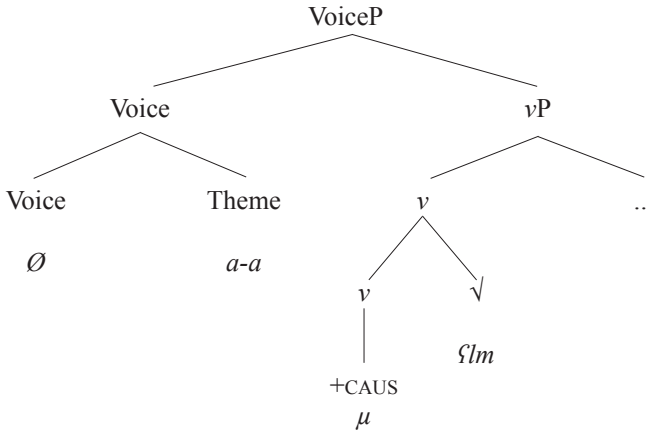 VoiceP
Voice vP
Voice Theme v ..
Ø a-a
v √
ʕlm
+CAUS
μ